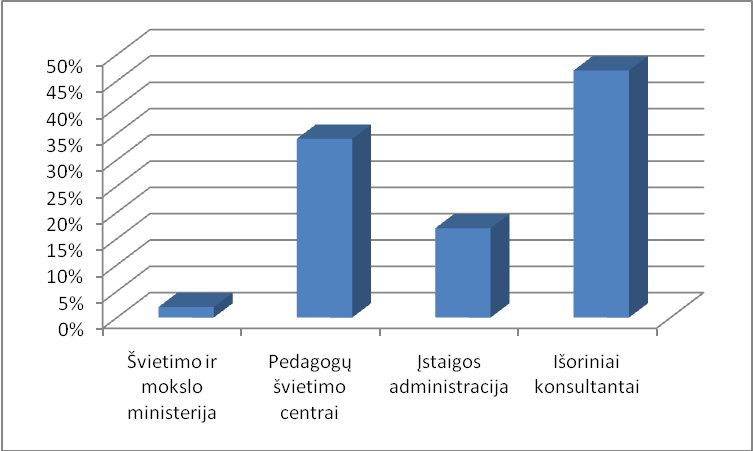 50%
45%
40%
35%
30%
25%
20%
15%
10%
5%
0%
Švietimo ir
mokslo
ministerija
Pedagogų
švietimo
centrai
Įstaigos
administracija
Išoriniai
konsultantai